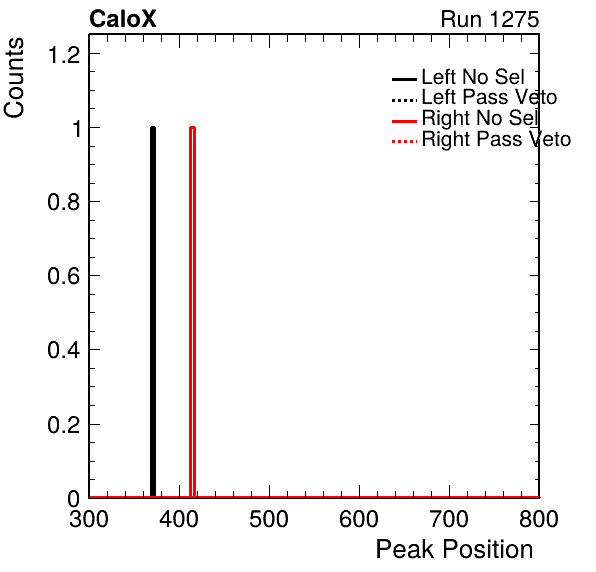 CaloX Run 1275
Counts
1.2
1
0.8
0.6
0.4
0.2
0
Left No Sel
Left Pass Veto
Right No Sel
Right Pass Veto
300 400 500 600 700 800
Peak Position